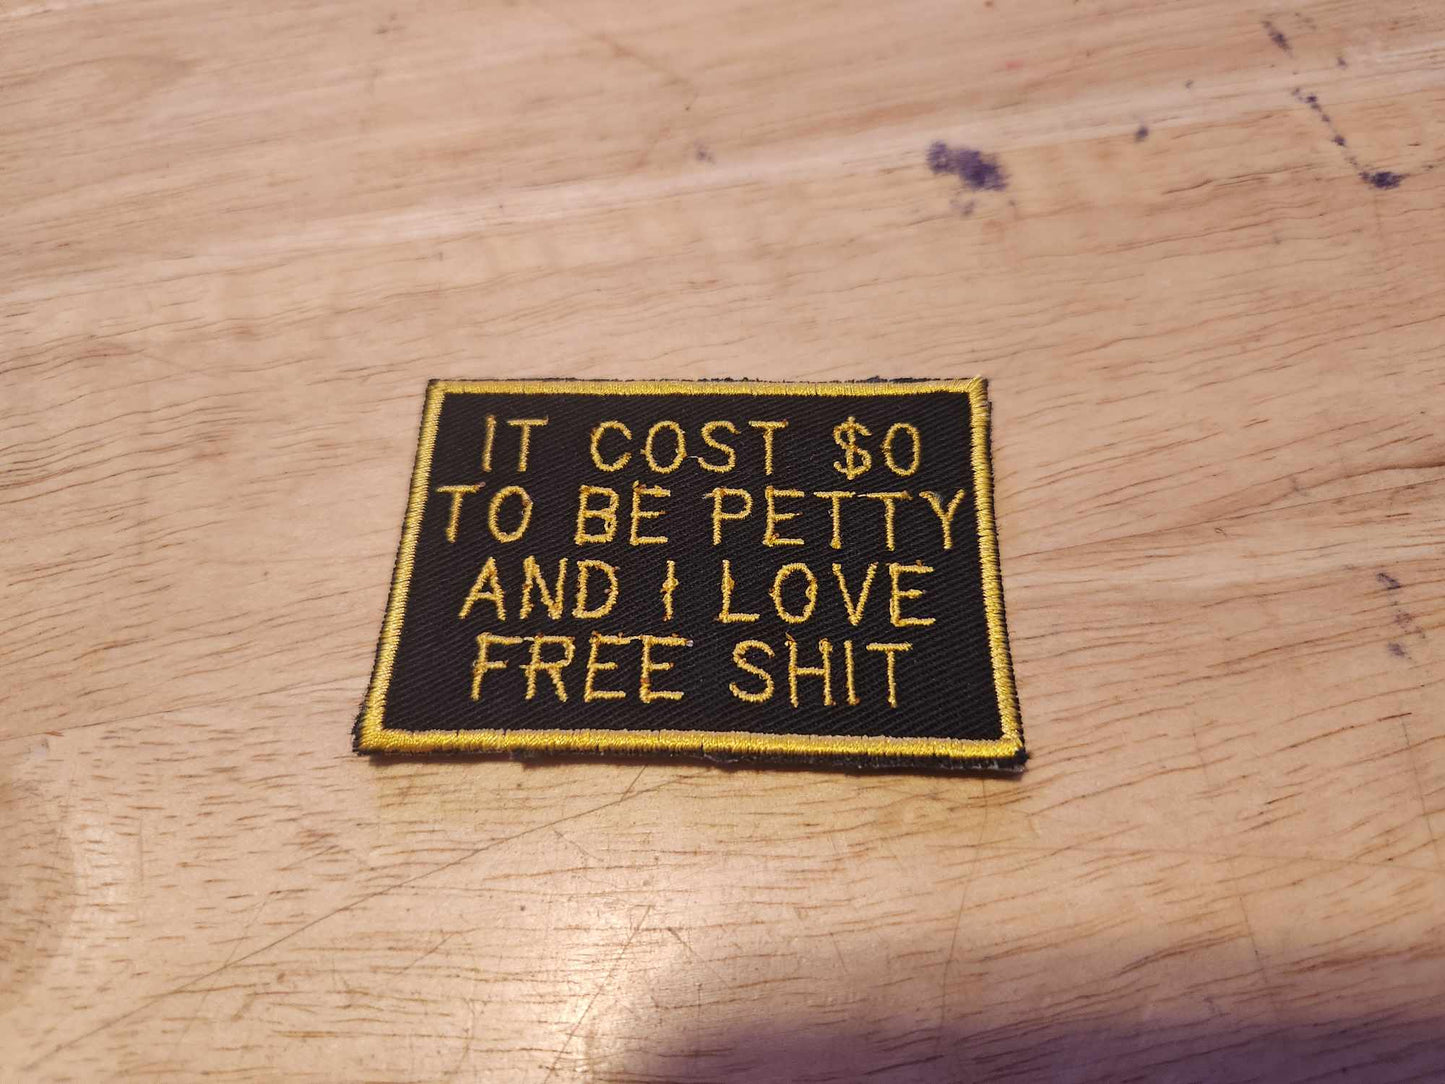 IT COST $0
TO BE PETTY
AND I LOVE
FREE SHIT